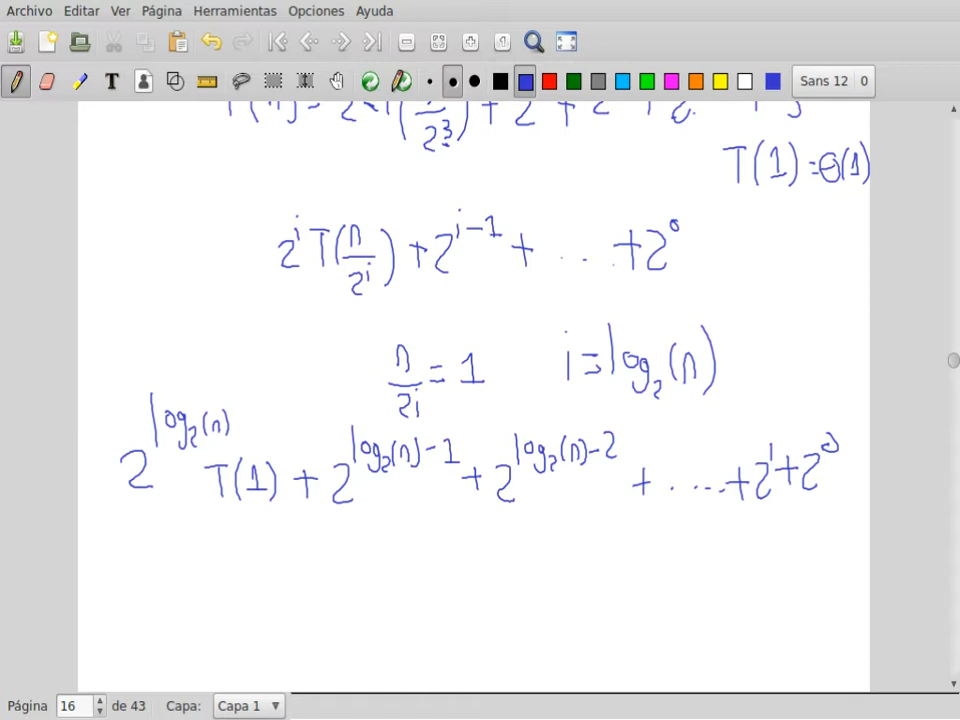 Archivo Editar Ver Página Herramientas Opciones Ayuda
Sans 12 0
T(1)=Θ(1)
2^i T(n/2^i) + 2^(i-1) + ... + 2^0
n/2^i = 1 i = log_2(n)
2^(log_2(n)) T(1) + 2^(log_2(n)-1) + 2^(log_2(n)-2) + ..... + 2^1 + 2^0
Página 16 de 43 Capa: Capa 1